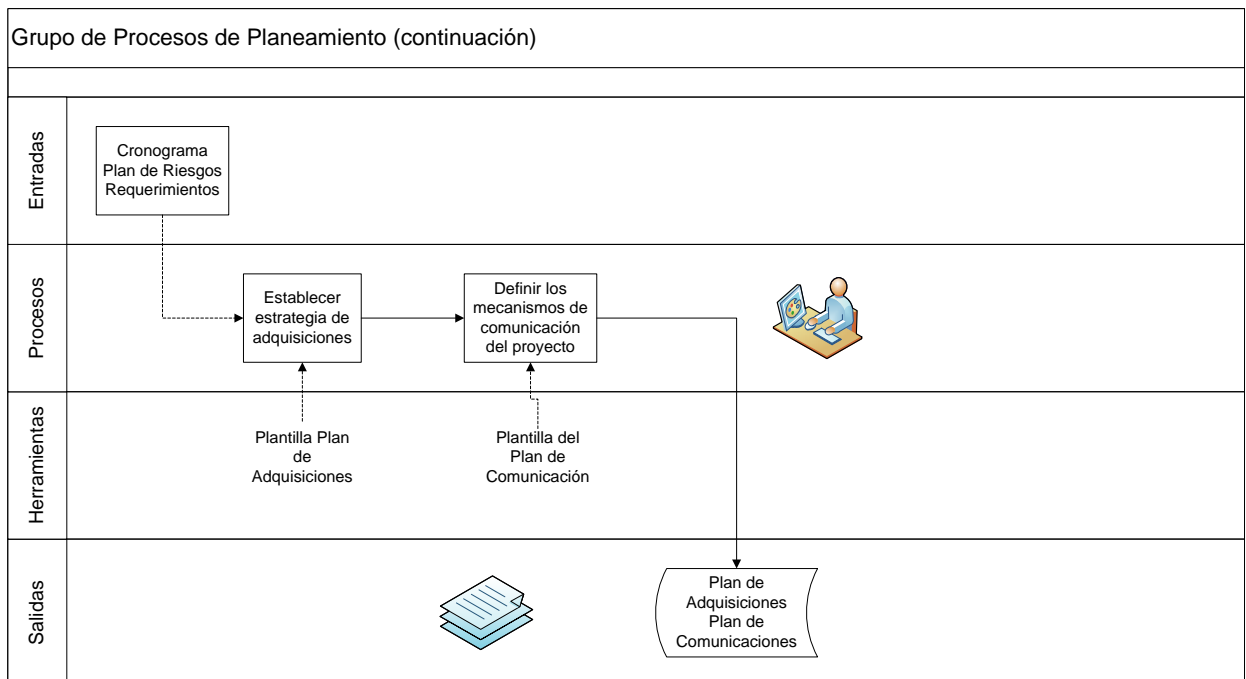 Grupo de Procesos de Planeamiento (continuación)
Entradas
Cronograma
Plan de Riesgos
Requerimientos
Procesos
Establecer
estrategia de
adquisiciones
Definir los
mecanismos de
comunicación
del proyecto
Herramientas
Plantilla Plan
de
Adquisiciones
Plantilla del
Plan de
Comunicación
Salidas
Plan de
Adquisiciones
Plan de
Comunicaciones